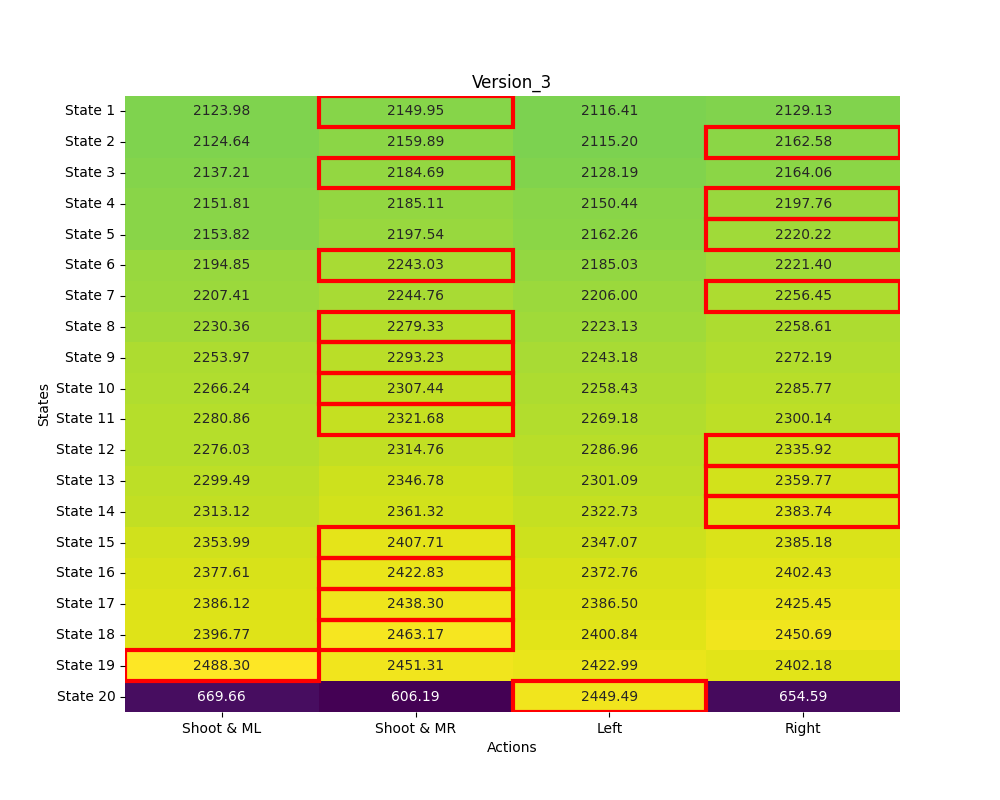 Version_3
State 1 2123.98 2149.95 2116.41 2129.13
State 2 2124.64 2159.89 2115.20 2162.58
State 3 2137.21 2184.69 2128.19 2164.06
State 4 2151.81 2185.11 2150.44 2197.76
State 5 2153.82 2197.54 2162.26 2220.22
State 6 2194.85 2243.03 2185.03 2221.40
State 7 2207.41 2244.76 2206.00 2256.45
State 8 2230.36 2279.33 2223.13 2258.61
State 9 2253.97 2293.23 2243.18 2272.19
State 10 2266.24 2307.44 2258.43 2285.77
State 11 2280.86 2321.68 2269.18 2300.14
State 12 2276.03 2314.76 2286.96 2335.92
State 13 2299.49 2346.78 2301.09 2359.77
State 14 2313.12 2361.32 2322.73 2383.74
State 15 2353.99 2407.71 2347.07 2385.18
State 16 2377.61 2422.83 2372.76 2402.43
State 17 2386.12 2438.30 2386.50 2425.45
State 18 2396.77 2463.17 2400.84 2450.69
State 19 2488.30 2451.31 2422.99 2402.18
State 20 669.66 606.19 2449.49 654.59
Shoot & ML Shoot & MR Left Right
Actions
States